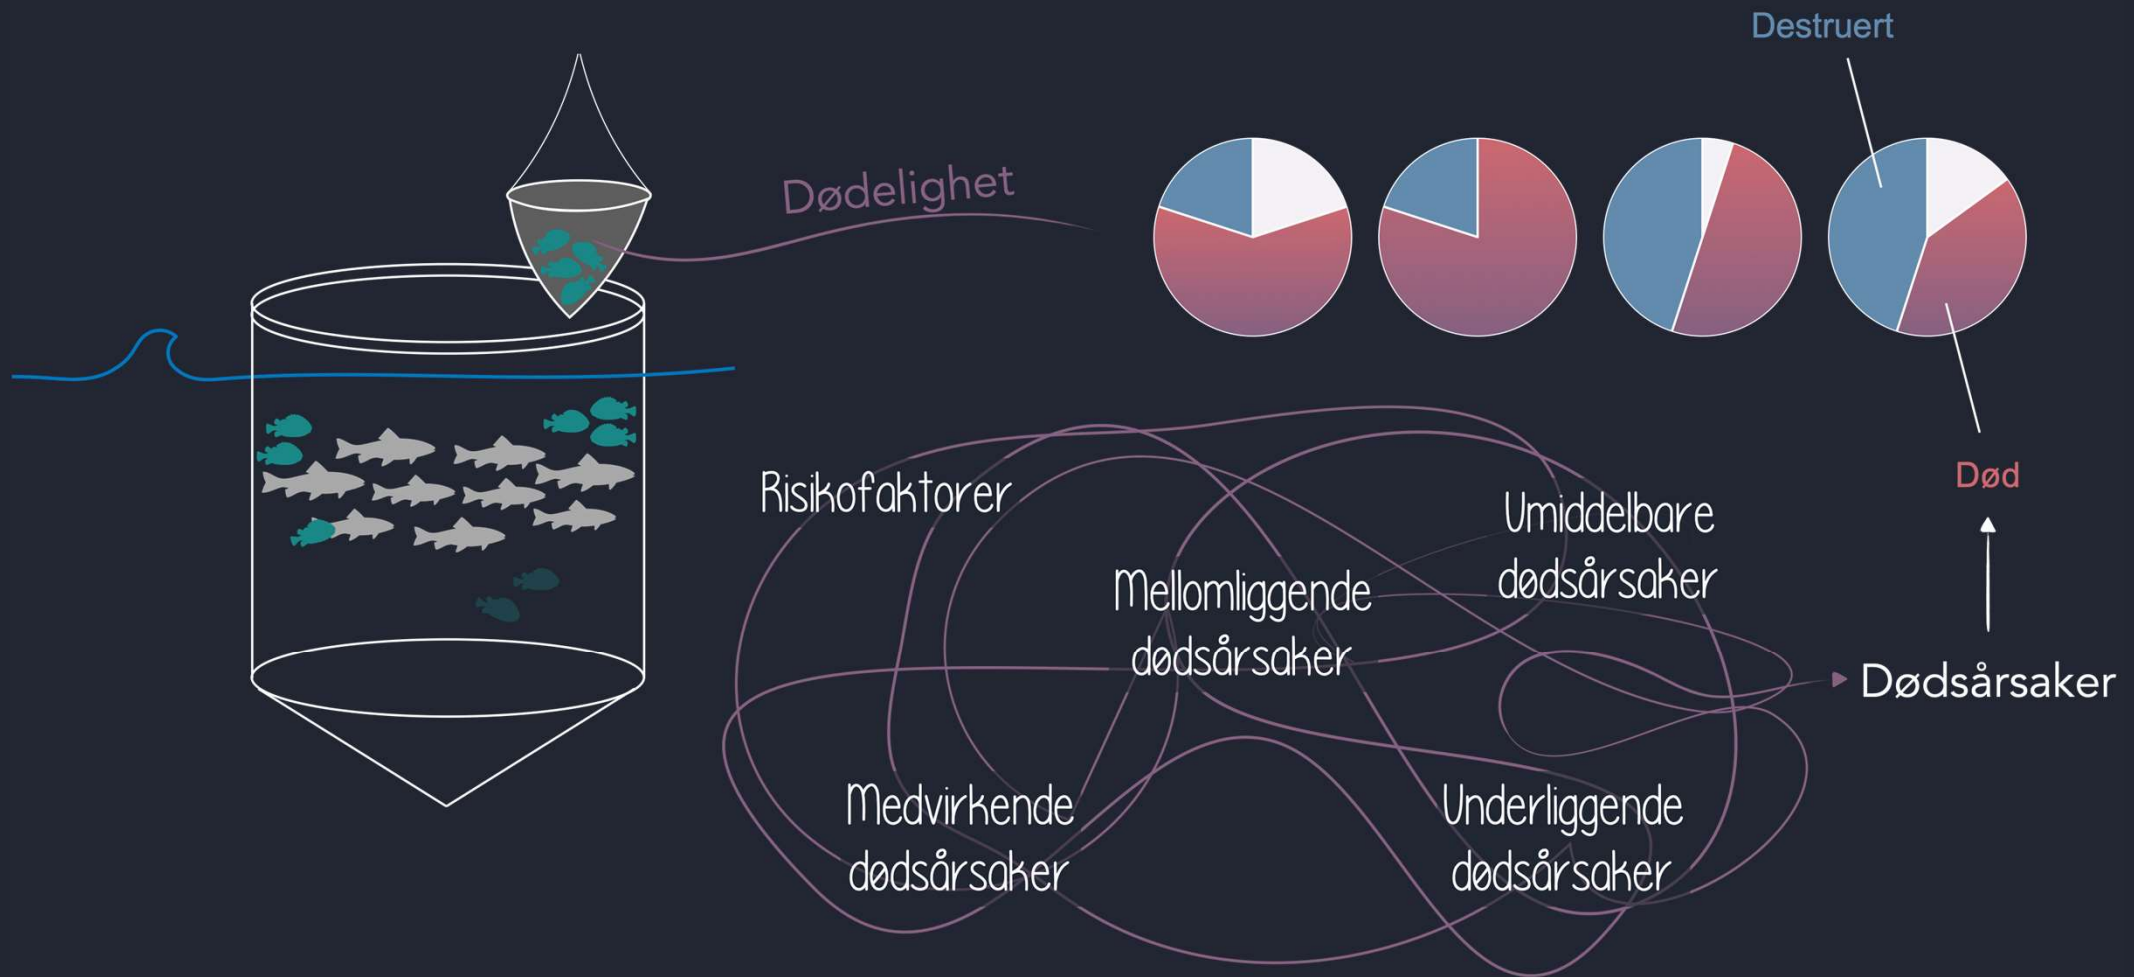 Destruert
Dødelighet
Død
Risikofaktorer
Umiddelbare
dødsårsaker
Mellomliggende
dødsårsaker
Dødsårsaker
Medvirkende
dødsårsaker
Underliggende
dødsårsaker